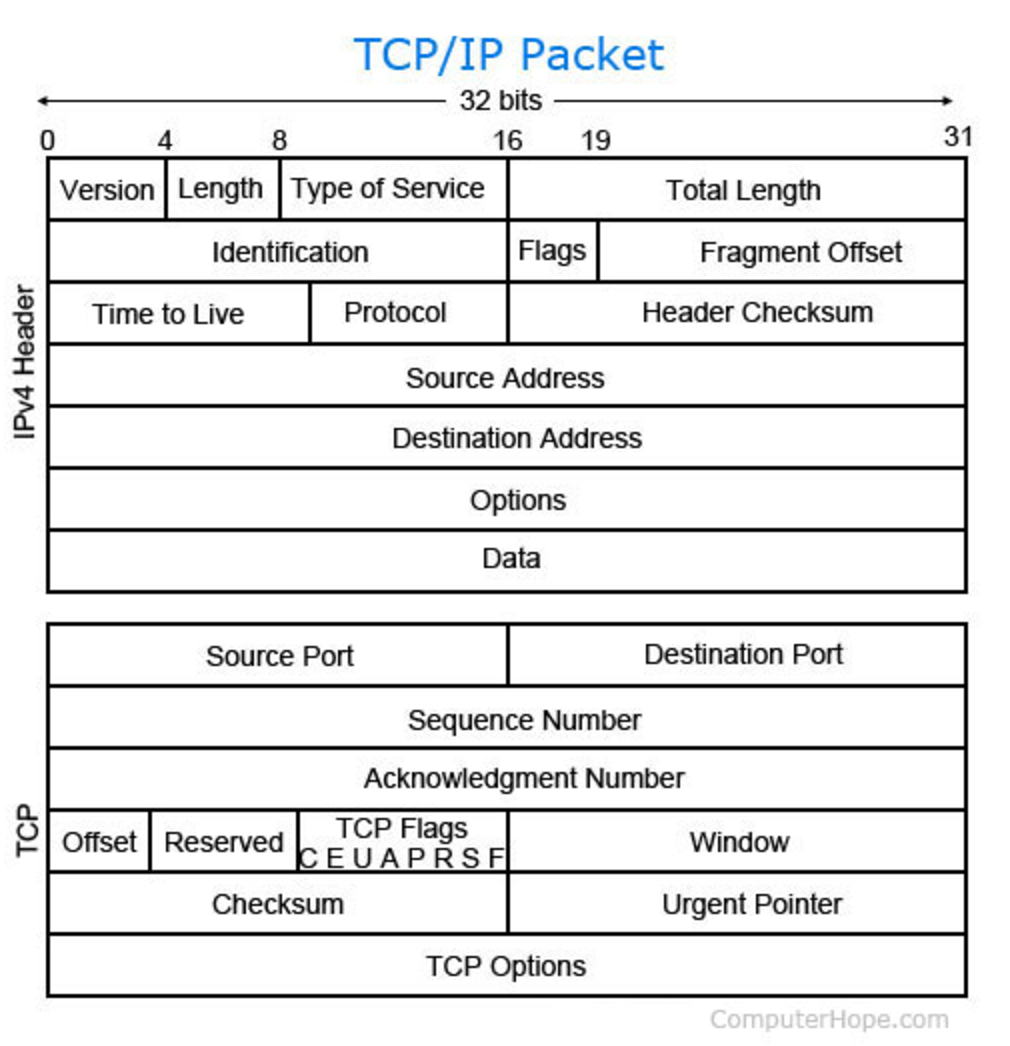 TCP/IP Packet
32 bits
0 4 8 16 19 31
Version Length Type of Service Total Length
Identification Flags Fragment Offset
Time to Live Protocol Header Checksum
Source Address
Destination Address
Options
Data
IPv4 Header
Source Port Destination Port
Sequence Number
Acknowledgment Number
Offset Reserved TCP Flags Window
C E U A P R S F
Checksum Urgent Pointer
TCP Options
TCP
ComputerHope.com